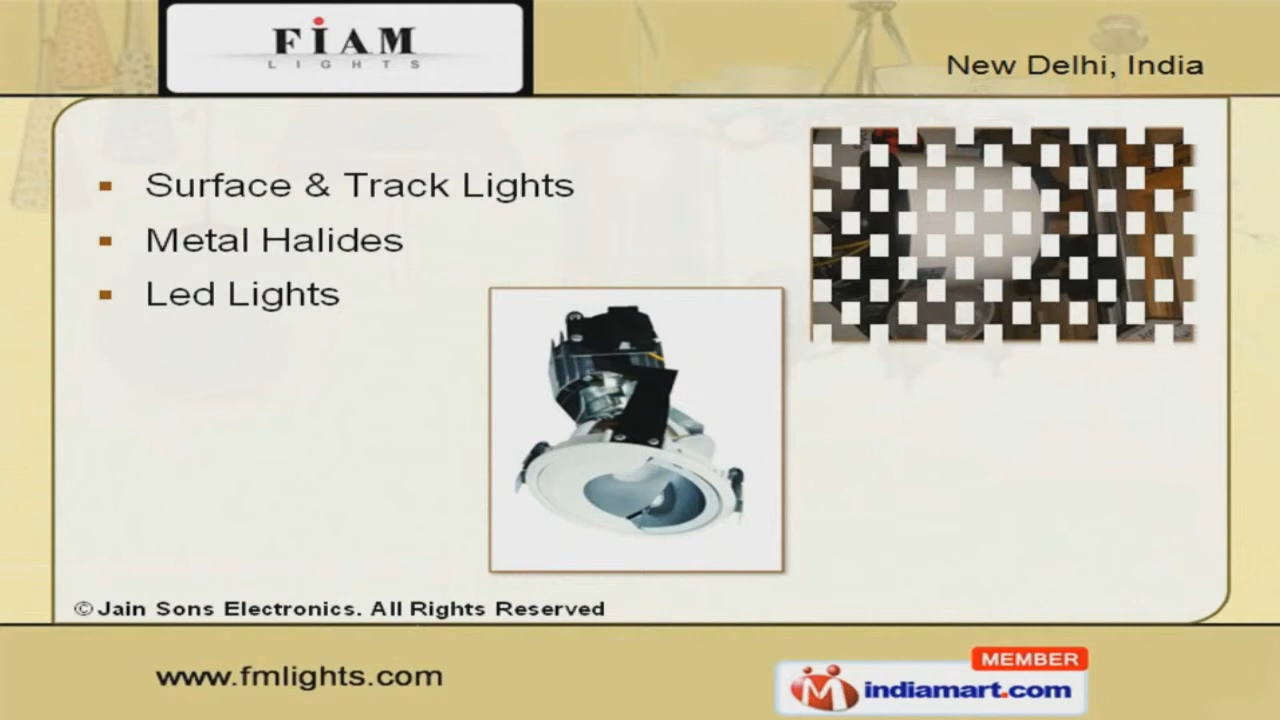 FiAM
LIGHTS
New Delhi, India
Surface & Track Lights
Metal Halides
Led Lights
©Jain Sons Electronics. All Rights Reserved
www.fmlights.com
MEMBER
indiamart.com